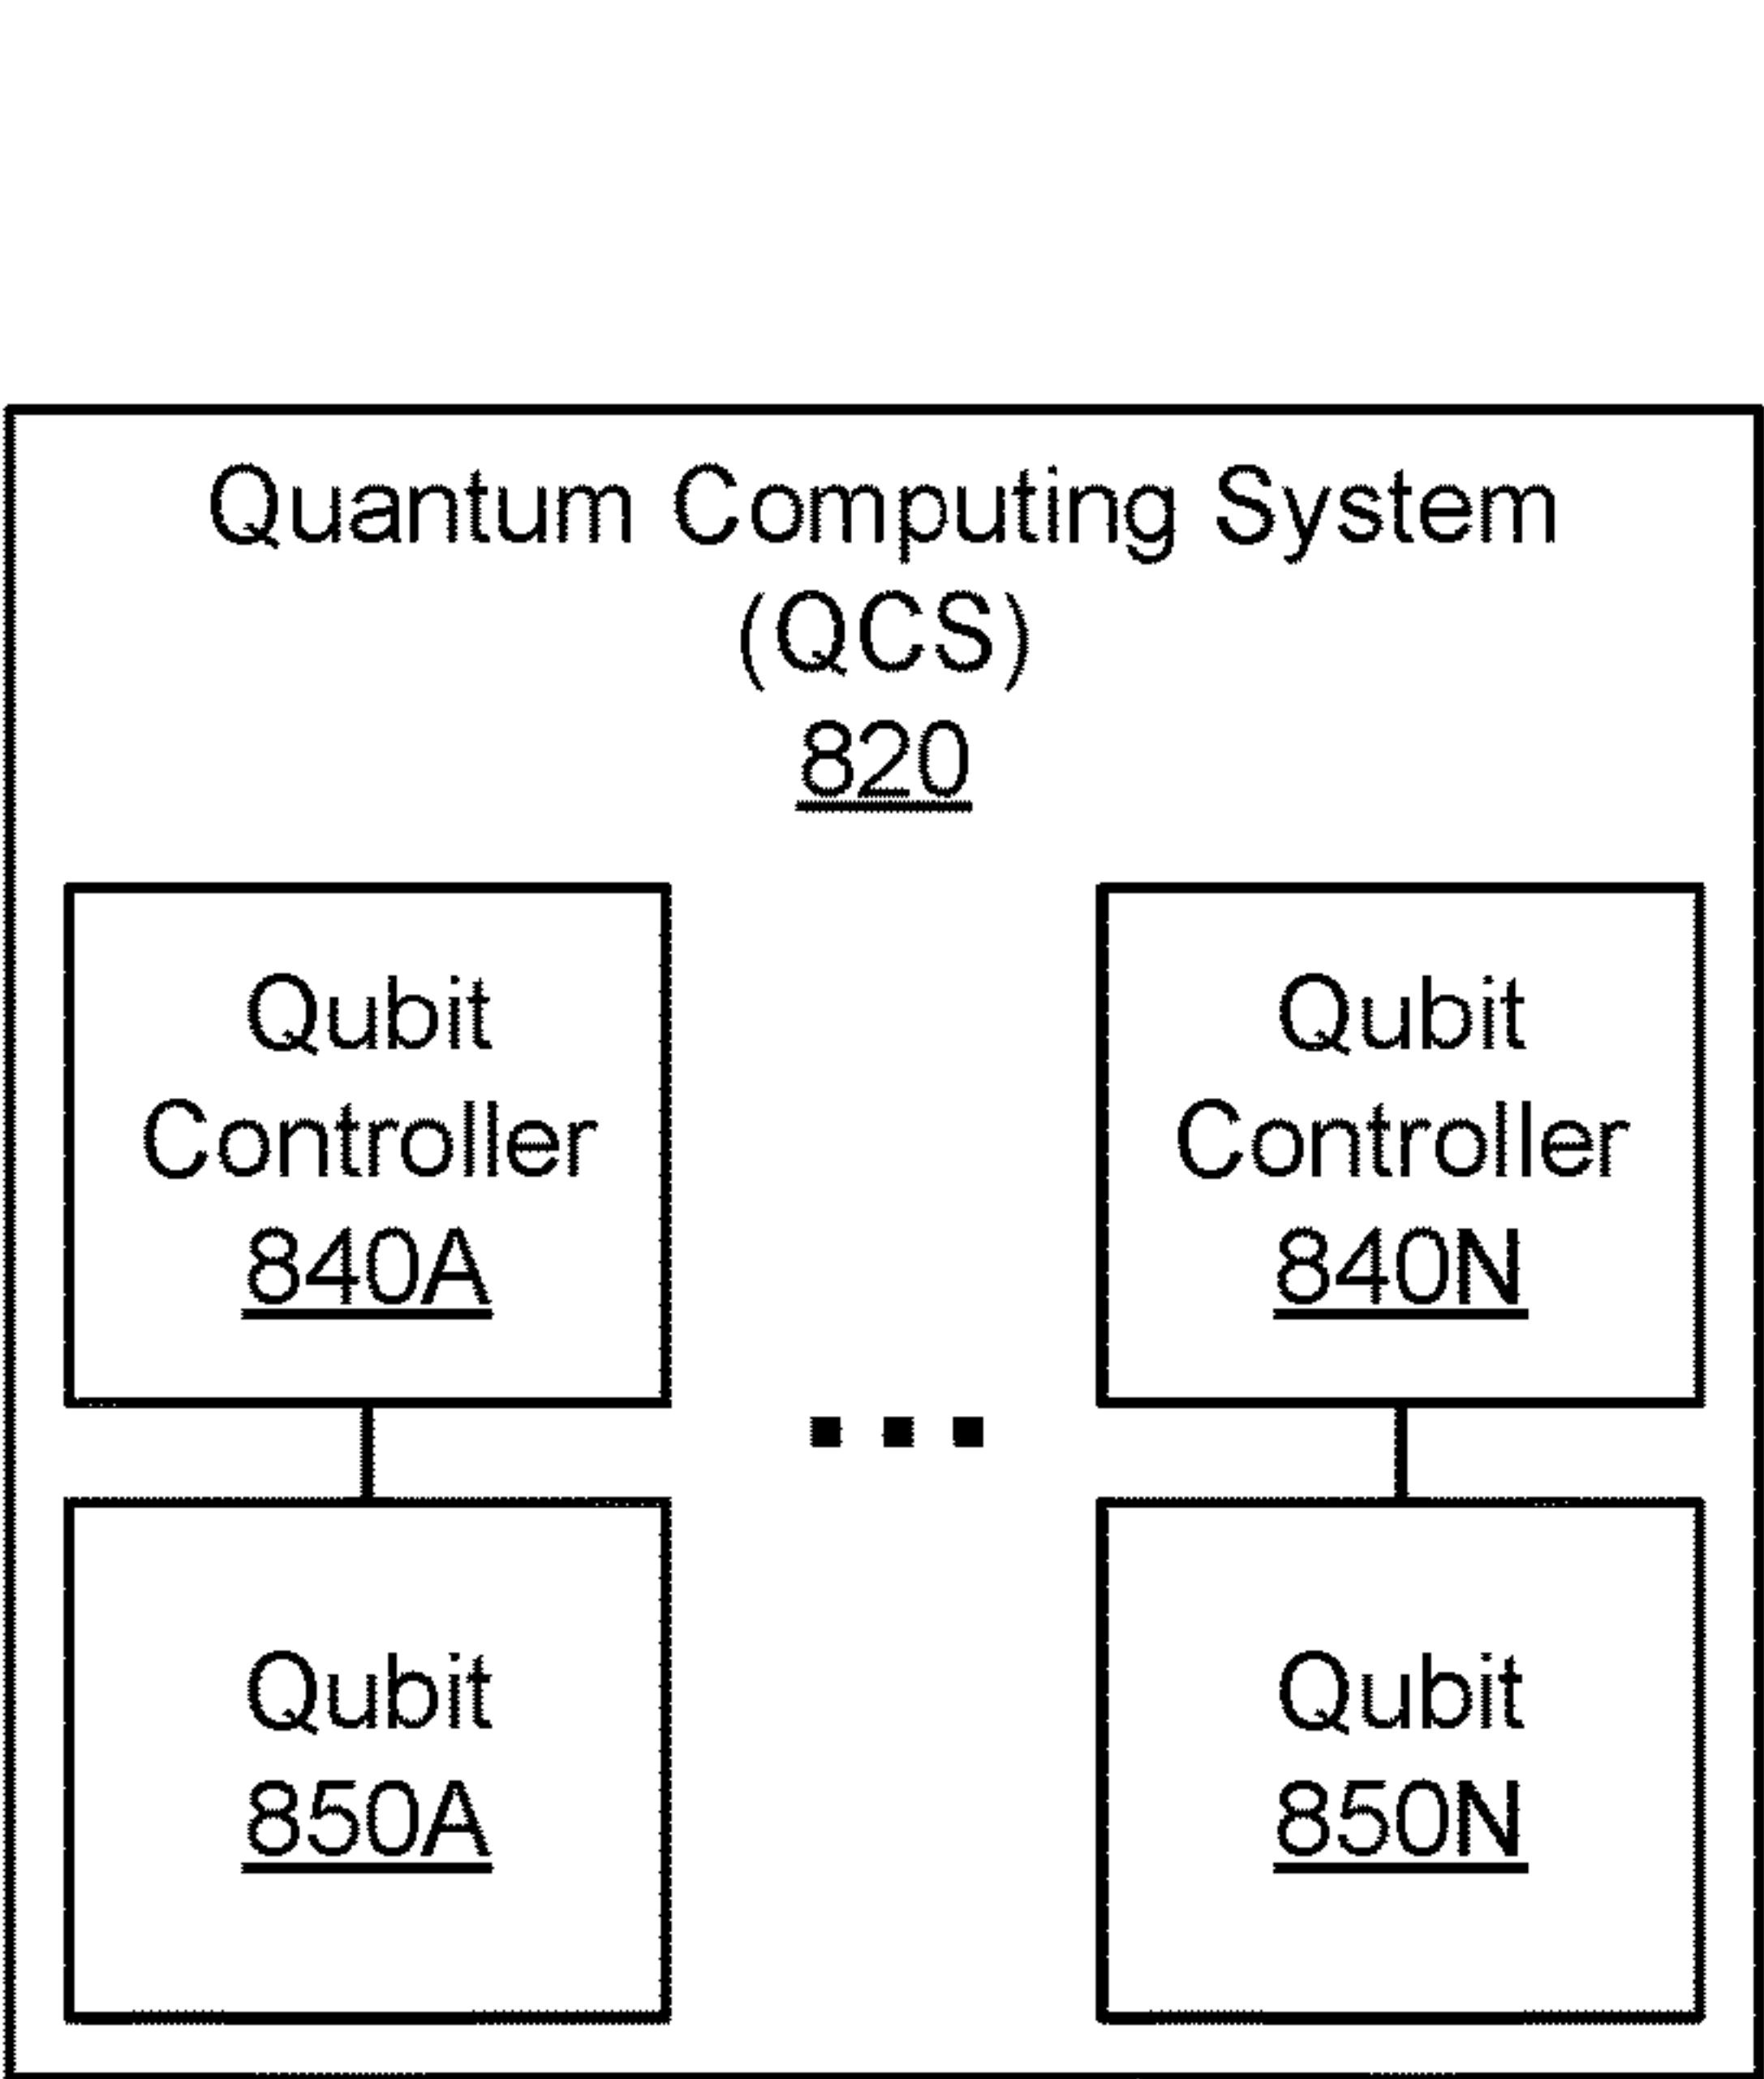 Quantum Computing System
(QCS)
820
Qubit
Controller
840A
Qubit
Controller
840N
Qubit
850A
Qubit
850N